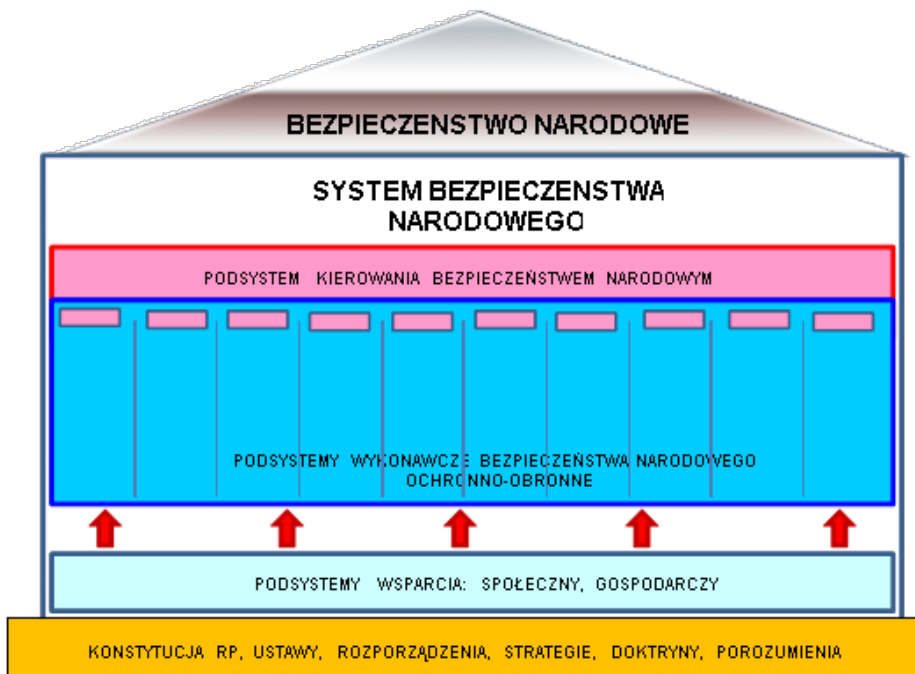 BEZPIECZENSTWO NARODOWE
SYSTEM BEZPIECZENSTWA
NARODOWEGO
PODSYSTEM KIEROWANIA BEZPIECZEŃSTWEM NARODOWYM
PODSYSTEMY WYKONAWCZE BEZPIECZEŃSTWA NARODOWEGO
OCHRONNO-OBRONNE
PODSYSTEMY WSPARCIA: SPOŁECZNY, GOSPODARCZY
KONSTYTUCJA RP, USTAWY, ROZPORZĄDZENIA, STRATEGIE, DOKTRYNY, POROZUMIENIA